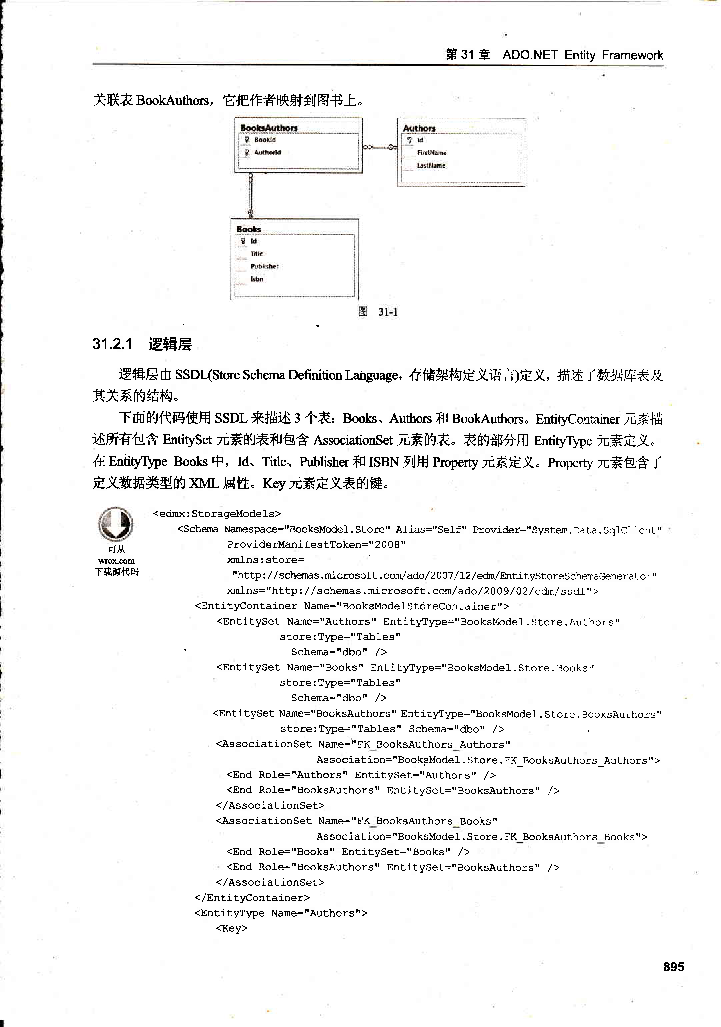 第 31 章 ADO.NET Entity Framework
关联表 BookAuthors，它把作者映射到图书上。
BooksAuthors
BookId
AuthorId
Authors
Id
FirstName
LastName
Books
Id
Title
Publisher
Isbn
图 31-1
31.2.1 逻辑层
逻辑层由 SSDL(Store Schema Definition Language，存储架构定义语言)定义，描述了数据库表及
其关系的结构。
下面的代码使用 SSDL 来描述 3 个表：Books、Authors 和 BookAuthors。EntityContainer 元素描
述所有包含 EntitySet 元素的表和包含 AssociationSet 元素的表。表的部分用 EntityType 元素定义。
在 EntityType Books 中，Id、Title、Publisher 和 ISBN 列用 Property 元素定义。Property 元素包含了
定义数据类型的 XML 属性。Key 元素定义表的键。
可从
wrox.com
下载源代码
<edmx:StorageModels>
<Schema Namespace="BooksModel.Store" Alias="Self" Provider="System.Data.SqlClient"
ProviderManifestToken="2008"
xmlns:store=
"http://schemas.microsoft.com/ado/2007/12/edm/EntityStoreSchemaGenerator"
xmlns="http://schemas.microsoft.com/ado/2009/02/edm/ssdl">
<EntityContainer Name="BooksModelStoreContainer">
<EntitySet Name="Authors" EntityType="BooksModel.Store.Authors"
store:Type="Tables"
Schema="dbo" />
<EntitySet Name="Books" EntityType="BooksModel.Store.Books"
store:Type="Tables"
Schema="dbo" />
<EntitySet Name="BooksAuthors" EntityType="BooksModel.Store.BooksAuthors"
store:Type="Tables" Schema="dbo" />
<AssociationSet Name="FK_BooksAuthors_Authors"
Association="BooksModel.Store.FK_BooksAuthors_Authors">
<End Role="Authors" EntitySet="Authors" />
<End Role="BooksAuthors" EntitySet="BooksAuthors" />
</AssociationSet>
<AssociationSet Name="FK_BooksAuthors_Books"
Association="BooksModel.Store.FK_BooksAuthors_Books">
<End Role="Books" EntitySet="Books" />
<End Role="BooksAuthors" EntitySet="BooksAuthors" />
</AssociationSet>
</EntityContainer>
<EntityType Name="Authors">
<Key>
895